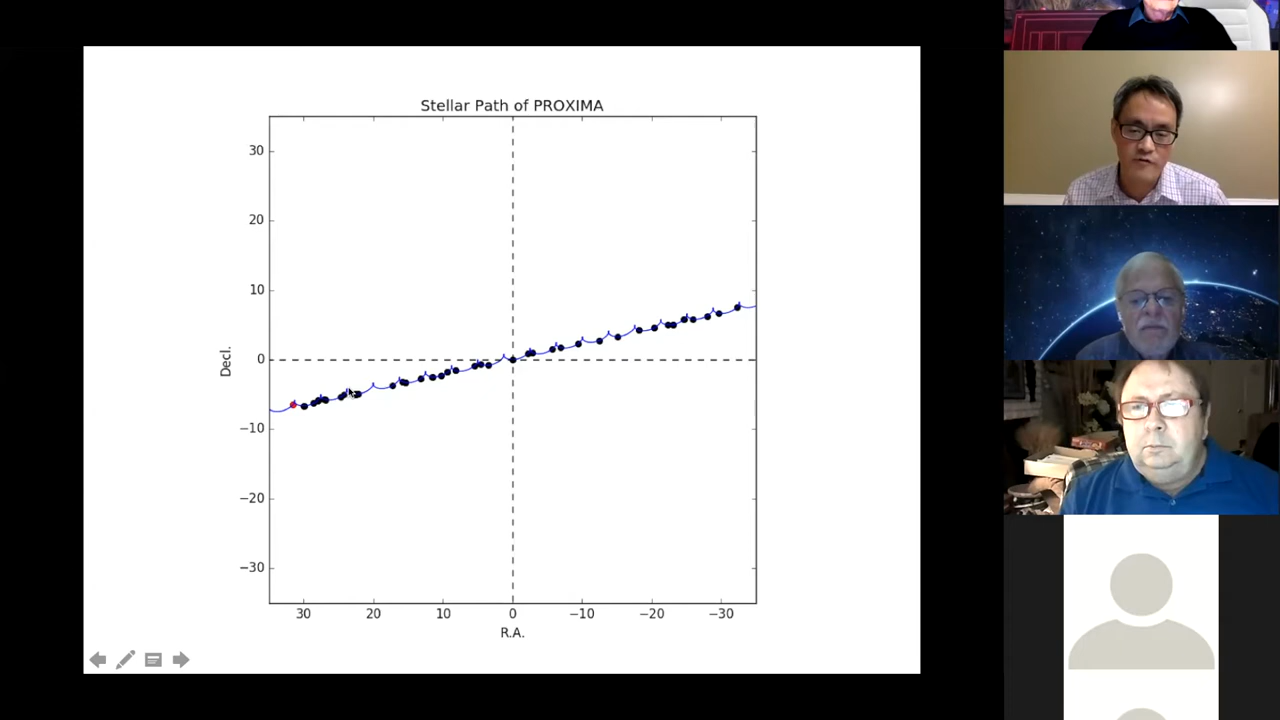 Stellar Path of PROXIMA
30
20
10
0
−10
−20
−30
Decl.
30 20 10 0 −10 −20 −30
R.A.